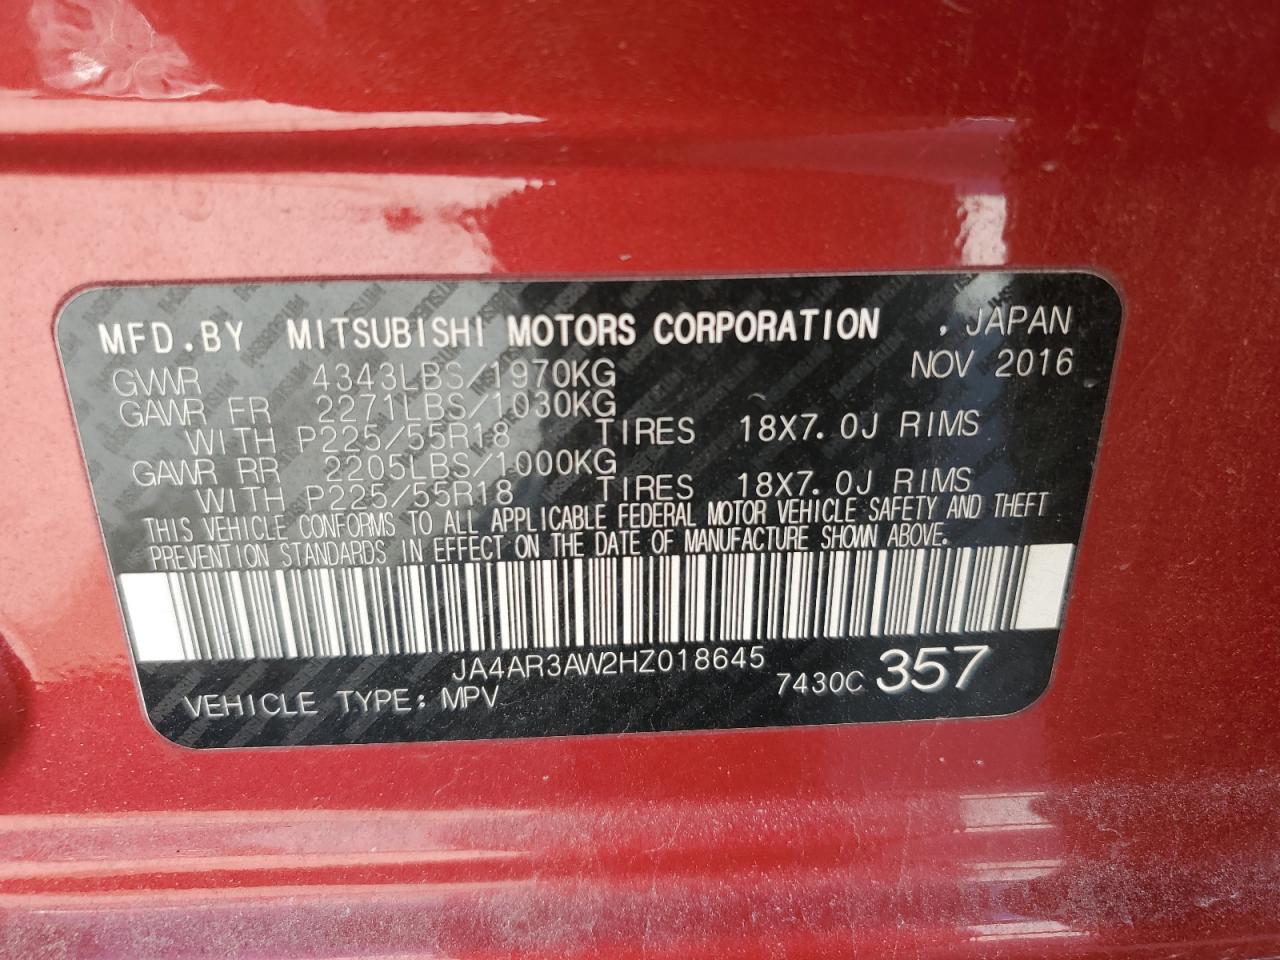 MFD.BY MITSUBISHI MOTORS CORPORATION , JAPAN
GVWR 4343LBS/1970KG NOV 2016
GAWR FR 2271LBS/1030KG
WITH P225/55R18 TIRES 18X7.0J RIMS
GAWR RR 2205LBS/1000KG
WITH P225/55R18 TIRES 18X7.0J RIMS
THIS VEHICLE CONFORMS TO ALL APPLICABLE FEDERAL MOTOR VEHICLE SAFETY AND THEFT
PREVENTION STANDARDS IN EFFECT ON THE DATE OF MANUFACTURE SHOWN ABOVE.
JA4AR3AW2HZ018645
VEHICLE TYPE: MPV 7430C 357